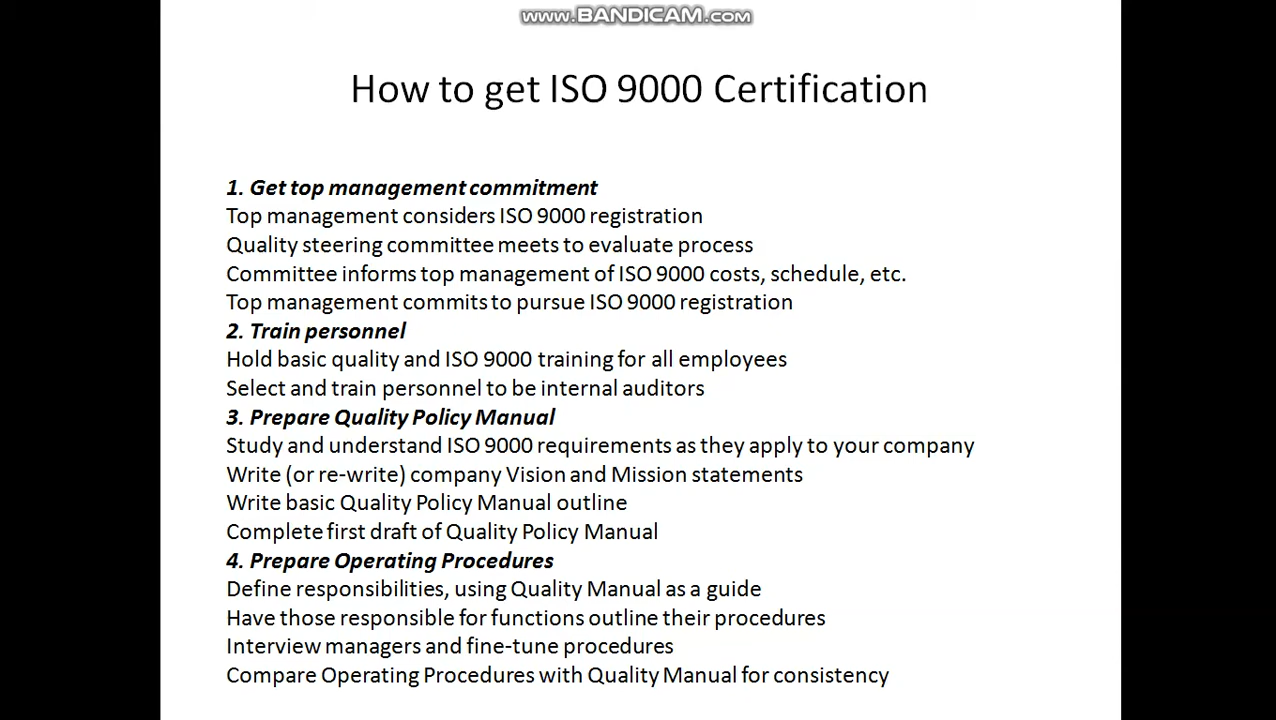 www.BANDICAM.com
How to get ISO 9000 Certification
1. Get top management commitment
Top management considers ISO 9000 registration
Quality steering committee meets to evaluate process
Committee informs top management of ISO 9000 costs, schedule, etc.
Top management commits to pursue ISO 9000 registration
2. Train personnel
Hold basic quality and ISO 9000 training for all employees
Select and train personnel to be internal auditors
3. Prepare Quality Policy Manual
Study and understand ISO 9000 requirements as they apply to your company
Write (or re-write) company Vision and Mission statements
Write basic Quality Policy Manual outline
Complete first draft of Quality Policy Manual
4. Prepare Operating Procedures
Define responsibilities, using Quality Manual as a guide
Have those responsible for functions outline their procedures
Interview managers and fine-tune procedures
Compare Operating Procedures with Quality Manual for consistency